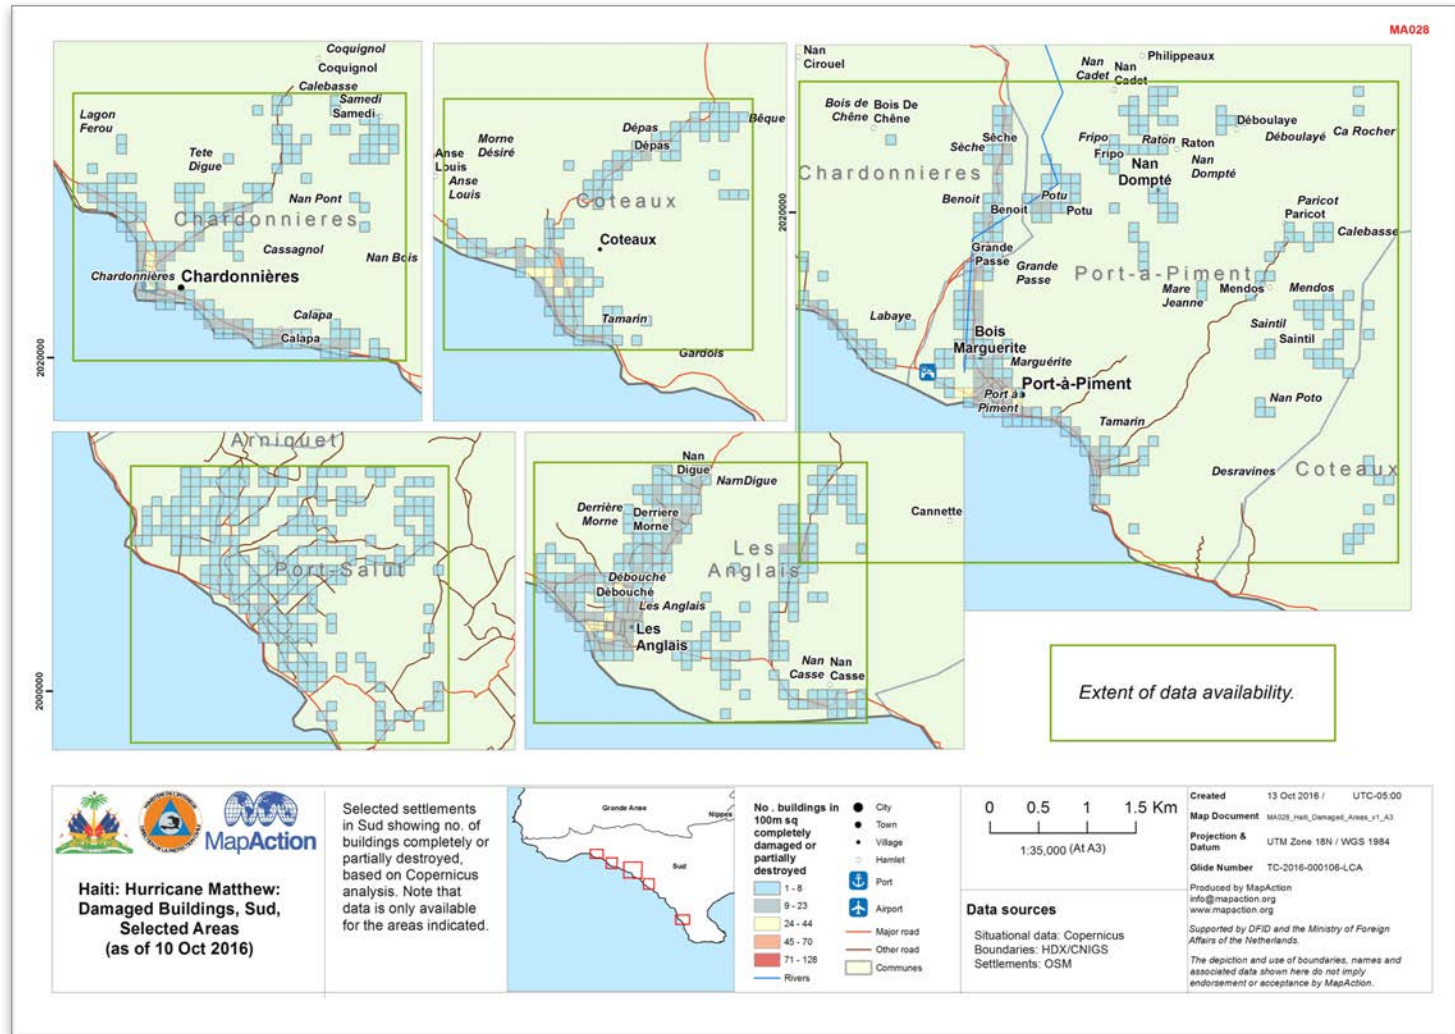 MA028
Coquignol
Coquignol
Calebasse
Samedi
Samedi
Lagon
Ferou
Tete
Digue
Nan Pont
Chardonnieres
Cassagnol
Nan Bois
Chardonnières
Chardonnières
Calapa
Calapa
2020000
Bêque
Dépas
Dépas
Morne
Désiré
Anse
Louis
Anse
Louis
Coteaux
Coteaux
Tamarin
Gardois
Nan
Cirouel
Philippeaux
Nan
Cadet
Nan
Cadet
Bois de
Chêne
Bois De
Chêne
Sèche
Sèche
Fripo
Fripo
Raton
Raton
Déboulaye
Déboulayé
Ca Rocher
Nan
Dompté
Nan
Dompté
Chardonnieres
Benoit
Benoit
Potu
Potu
Paricot
Paricot
Calebasse
2020000
Grande
Passe
Grande
Passe
Port-a-Piment
Mare
Jeanne
Mendos
Mendos
Labaye
Saintil
Saintil
Bois
Marguerite
Marguérite
Port-à-Piment
Port à
Piment
Nan Poto
Tamarin
Desravines
Coteaux
Arniquet
Port-Salut
2000000
Nan
Digue
NamDigue
Derrière
Morne
Derriere
Morne
Cannette
Les
Anglais
Débouché
Débouché
Les Anglais
Les
Anglais
Nan
Casse
Nan
Casse
Extent of data availability.
MapAction
Haiti: Hurricane Matthew:
Damaged Buildings, Sud,
Selected Areas
(as of 10 Oct 2016)
Selected settlements
in Sud showing no. of
buildings completely or
partially destroyed,
based on Copernicus
analysis. Note that
data is only available
for the areas indicated.
Grande Anse
Nippes
Sud
No . buildings in
100m sq
completely
damaged or
partially
destroyed
1 - 8
9 - 23
24 - 44
45 - 70
71 - 128
Rivers
City
Town
Village
Hamlet
Port
Airport
Major road
Other road
Communes
0 0.5 1 1.5 Km
1:35,000 (At A3)
Data sources
Situational data: Copernicus
Boundaries: HDX/CNIGS
Settlements: OSM
Created 13 Oct 2016 / UTC-05:00
Map Document MA028_Haiti_Damaged_Areas_v1_A3
Projection &
Datum UTM Zone 18N / WGS 1984
Glide Number TC-2016-000106-LCA
Produced by MapAction
info@mapaction.org
www.mapaction.org
Supported by DFID and the Ministry of Foreign
Affairs of the Netherlands.
The depiction and use of boundaries, names and
associated data shown here do not imply
endorsement or acceptance by MapAction.